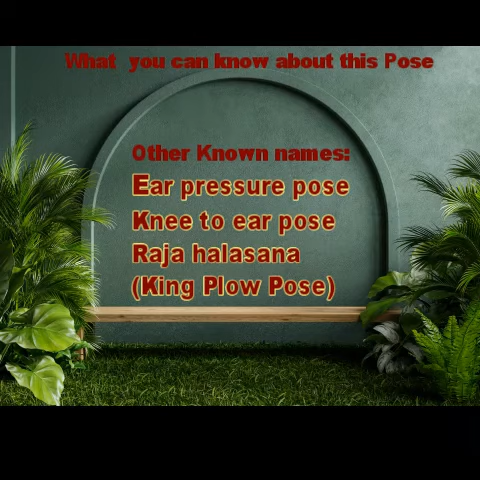 What you can know about this Pose
Other Known names:
Ear pressure pose
Knee to ear pose
Raja halasana
(King Plow Pose)